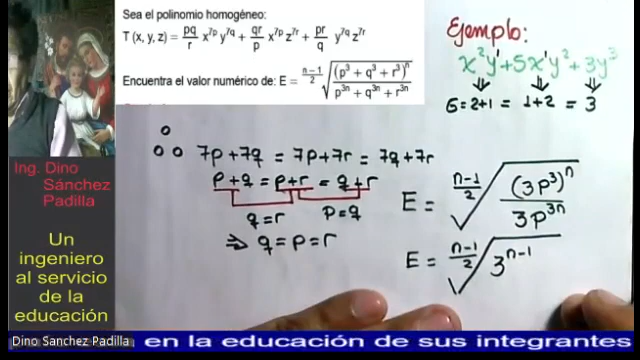 Sea el polinomio homogéneo:
T (x, y, z) = pq/r x^7p y^7q + qr/p x^7p z^7r + pr/q y^7q z^7r
Encuentra el valor numérico de: E = (n−1)/2 √ (p³ + q³ + r³)^n / p^3n + q^3n + r^3n
Ejemplo:
x²y¹+5x¹y²+3y³
G=2+1 = 1+2 = 3
7p+7q = 7p+7r = 7q+7r
p+q = p+r = q+r
q=r p=q
⇒ q=p=r
E = n-1/2 √ (3p³)^n / 3p^3n
E = n-1/2 √ 3^n-1
Ing. Dino
Sánchez
Padilla
Un
ingeniero
al servicio
de la
educación
Dino Sanchez Padilla
en la educación de sus integrantes